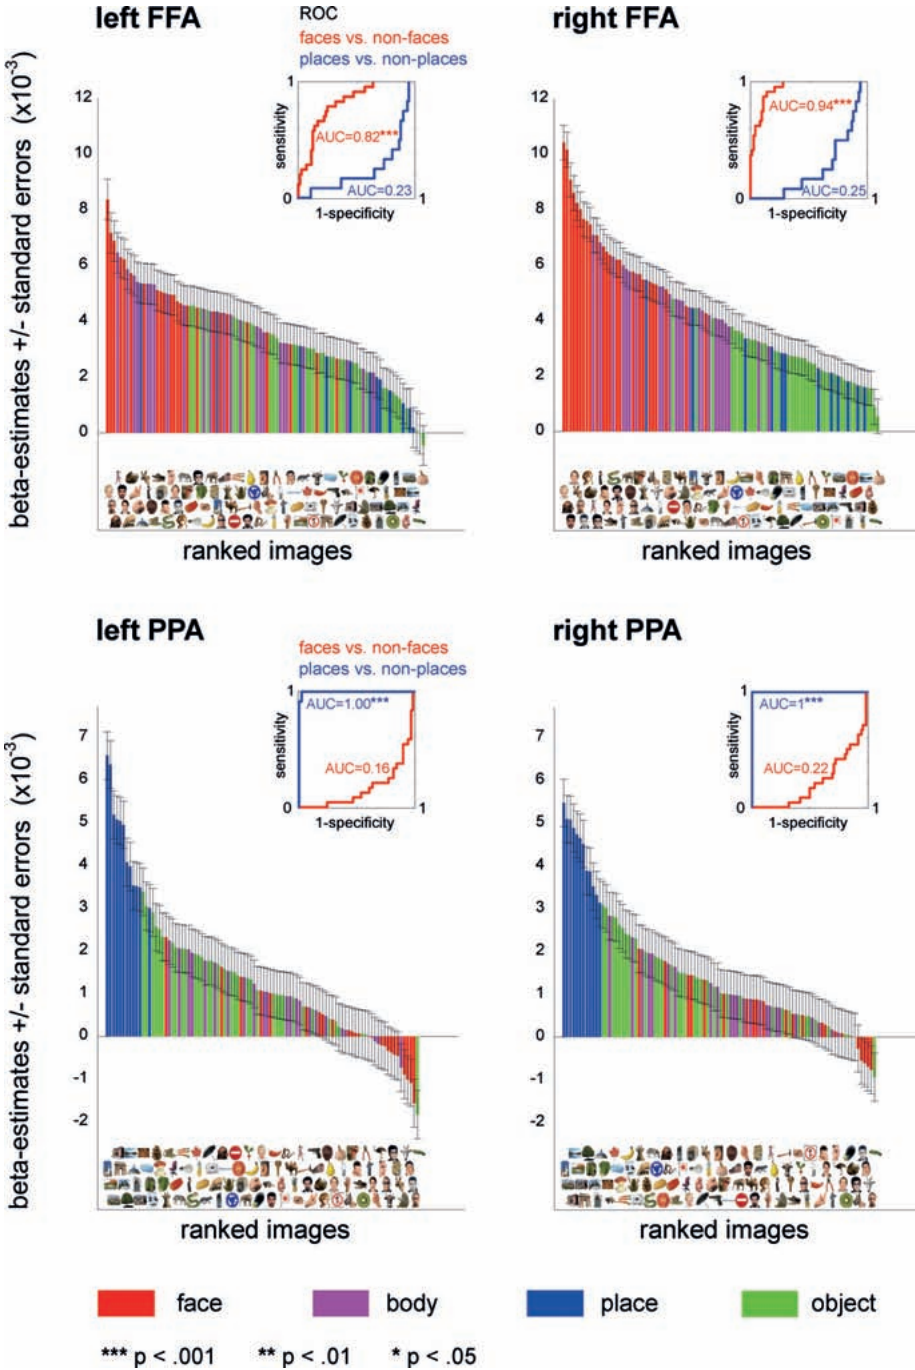 left FFA
ROC
right FFA
faces vs. non-faces
places vs. non-places
beta-estimates +/- standard errors (x10-3)
12
10
8
6
4
2
0
1
sensitivity
AUC=0.82***
AUC=0.23
0
1
1-specificity
ranked images
12
10
8
6
4
2
0
1
sensitivity
AUC=0.94***
AUC=0.25
0
1
1-specificity
ranked images
left PPA
right PPA
faces vs. non-faces
places vs. non-places
beta-estimates +/- standard errors (x10-3)
7
6
5
4
3
2
1
0
-1
-2
1
sensitivity
AUC=1.00***
AUC=0.16
0
1
1-specificity
ranked images
7
6
5
4
3
2
1
0
-1
-2
1
sensitivity
AUC=1***
AUC=0.22
0
1
1-specificity
ranked images
face
body
place
object
*** p < .001
** p < .01
* p < .05